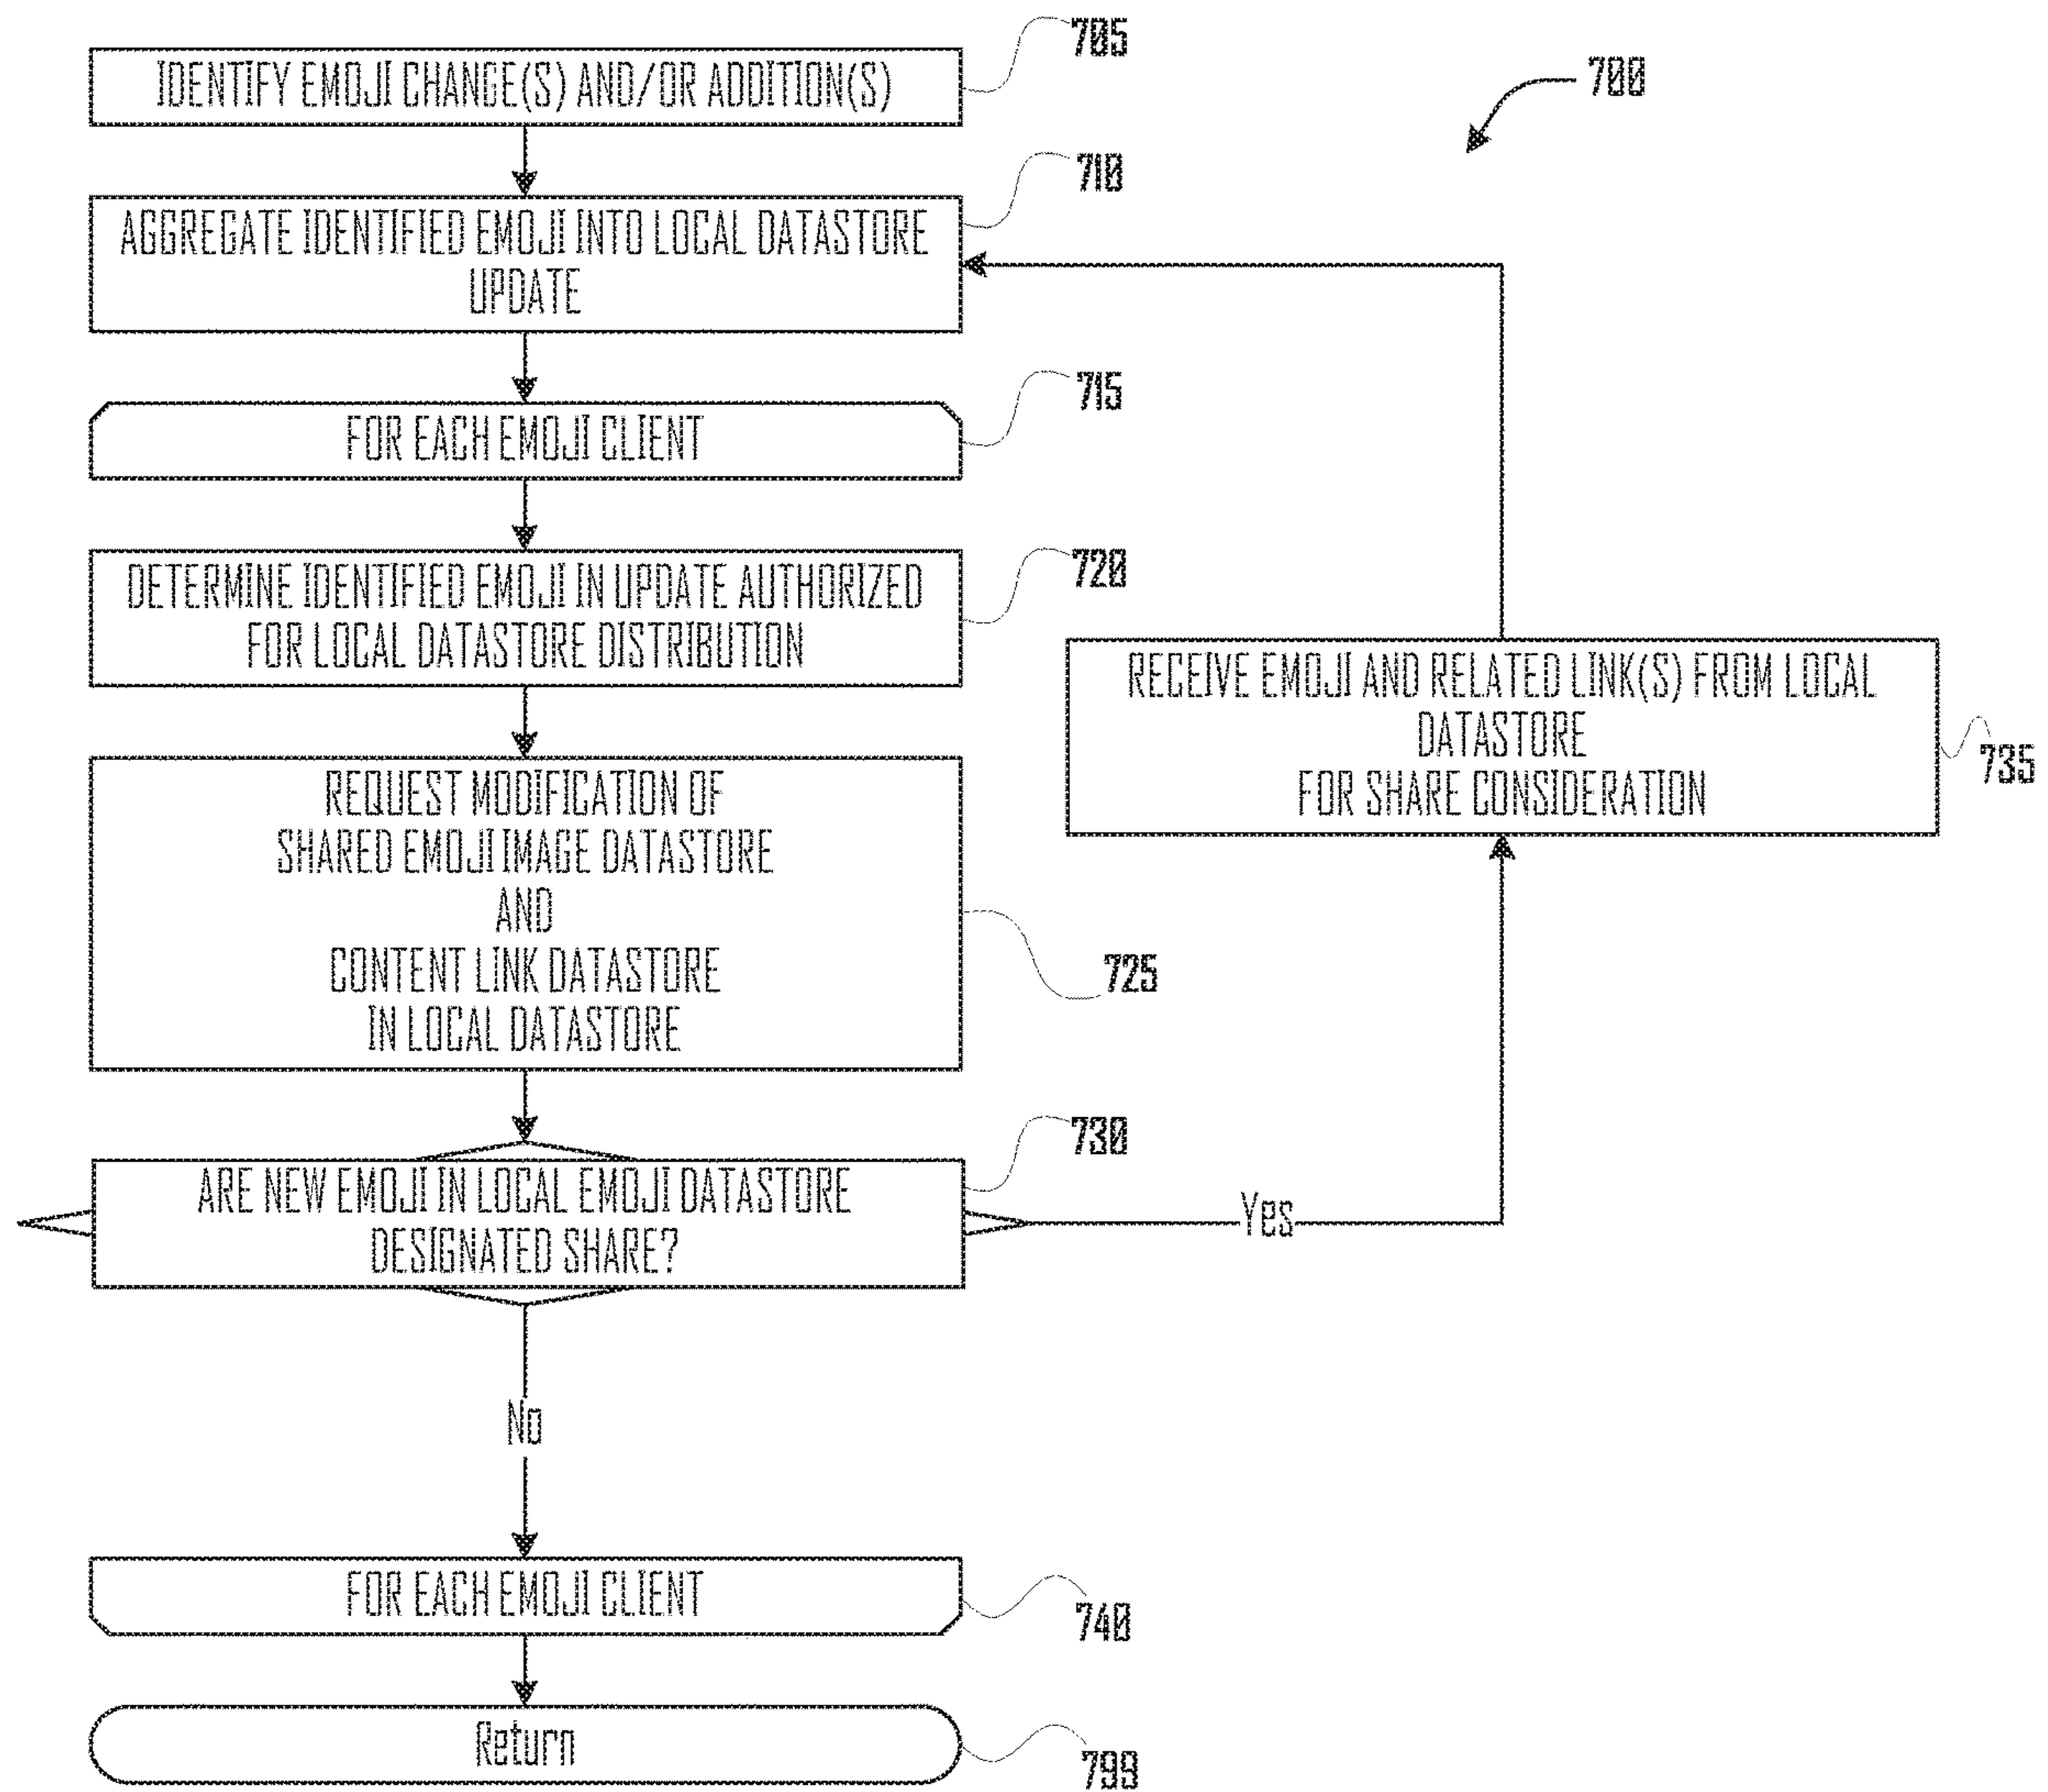 705
IDENTIFY EMOJI CHANGE(S) AND/OR ADDITION(S)
700
710
AGGREGATE IDENTIFIED EMOJI INTO LOCAL DATASTORE
UPDATE
715
FOR EACH EMOJI CLIENT
720
DETERMINE IDENTIFIED EMOJI IN UPDATE AUTHORIZED
FOR LOCAL DATASTORE DISTRIBUTION
RECEIVE EMOJI AND RELATED LINK(S) FROM LOCAL
DATASTORE
FOR SHARE CONSIDERATION
735
REQUEST MODIFICATION OF
SHARED EMOJI IMAGE DATASTORE
AND
CONTENT LINK DATASTORE
IN LOCAL DATASTORE
725
730
ARE NEW EMOJI IN LOCAL EMOJI DATASTORE
DESIGNATED SHARE?
Yes
No
FOR EACH EMOJI CLIENT
740
Return
799